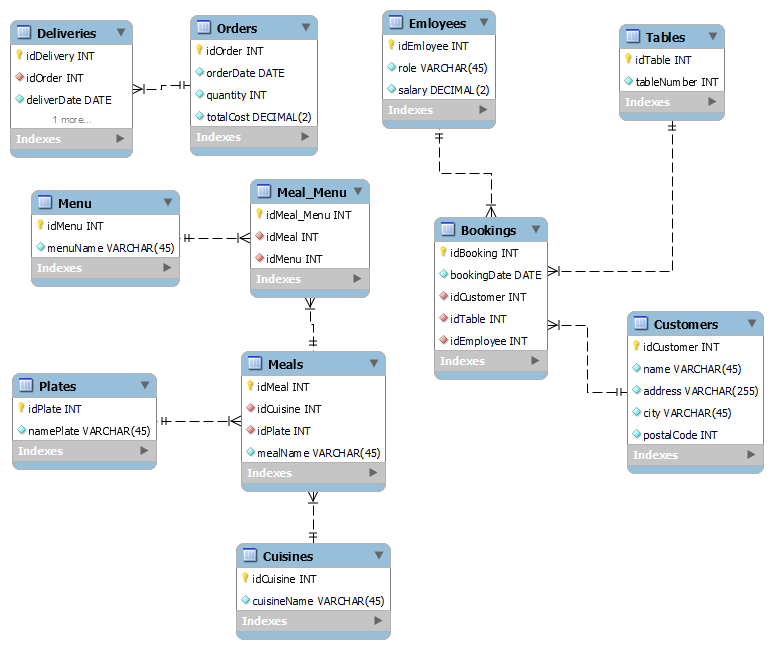 Deliveries
idDelivery INT
idOrder INT
deliverDate DATE
1 more...
Indexes
Orders
idOrder INT
orderDate DATE
quantity INT
totalCost DECIMAL(2)
Indexes
Emloyees
idEmloyee INT
role VARCHAR(45)
salary DECIMAL(2)
Indexes
Tables
idTable INT
tableNumber INT
Indexes
Menu
idMenu INT
menuName VARCHAR(45)
Indexes
Meal_Menu
idMeal_Menu INT
idMeal INT
idMenu INT
Indexes
Bookings
idBooking INT
bookingDate DATE
idCustomer INT
idTable INT
idEmployee INT
Indexes
Customers
idCustomer INT
name VARCHAR(45)
address VARCHAR(255)
city VARCHAR(45)
postalCode INT
Indexes
Plates
idPlate INT
namePlate VARCHAR(45)
Indexes
Meals
idMeal INT
idCuisine INT
idPlate INT
mealName VARCHAR(45)
Indexes
Cuisines
idCuisine INT
cuisineName VARCHAR(45)
Indexes